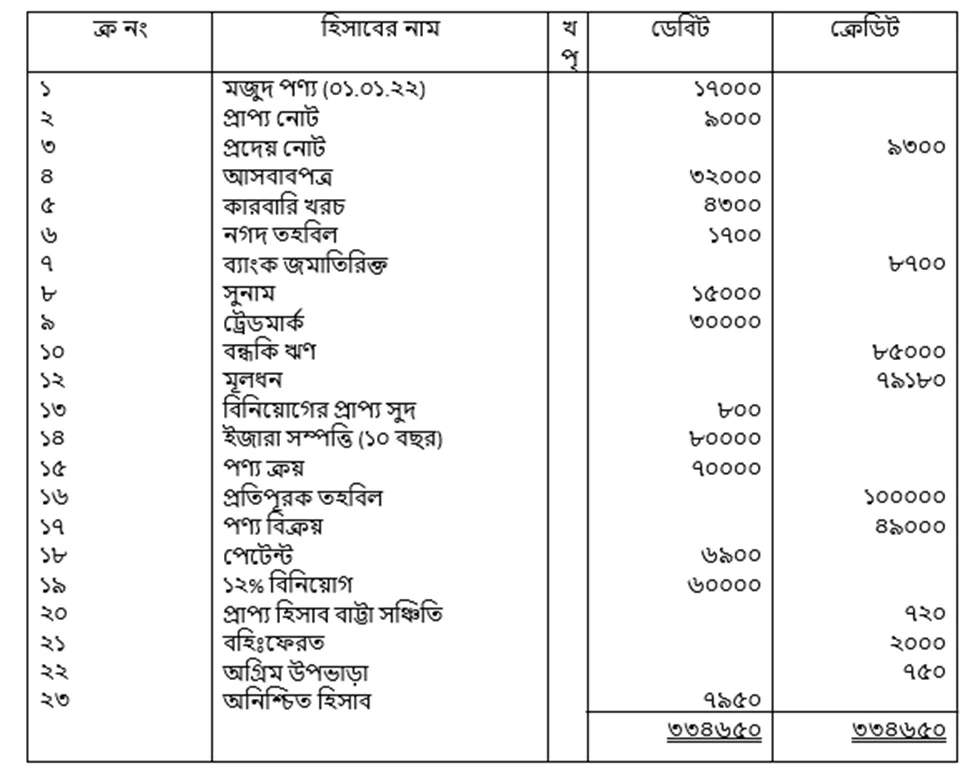 ক্র নং হিসাবের নাম খ পৃ ডেবিট ক্রেডিট
১ মজুদ পণ্য (০১.০১.২২) ১৭০০০
২ প্রাপ্য নোট ৯০০০
৩ প্রদেয় নোট ৯৩০০
৪ আসবাবপত্র ৩২০০০
৫ কারবারি খরচ ৪৩০০
৬ নগদ তহবিল ১৭০০
৭ ব্যাংক জমাতিরিক্ত ৮৭০০
৮ সুনাম ১৫০০০
৯ ট্রেডমার্ক ৩০০০০
১০ বন্ধকি ঋণ ৮৫০০০
১২ মূলধন ৭৯১৮০
১৩ বিনিয়োগের প্রাপ্য সুদ ৮০০
১৪ ইজারা সম্পত্তি (১০ বছর) ৮০০০০
১৫ পণ্য ক্রয় ৭০০০০
১৬ প্রতিপূরক তহবিল ১০০০০০
১৭ পণ্য বিক্রয় ৪৯০০০
১৮ পেটেন্ট ৬৯০০
১৯ ১২% বিনিয়োগ ৬০০০০
২০ প্রাপ্য হিসাব বাট্টা সঞ্চিতি ৭২০
২১ বহিঃফেরত ২০০০
২২ অগ্রিম উপভাড়া ৭৫০
২৩ অনিশ্চিত হিসাব ৭৯৫০
৩৩৪৬৫০ ৩৩৪৬৫০